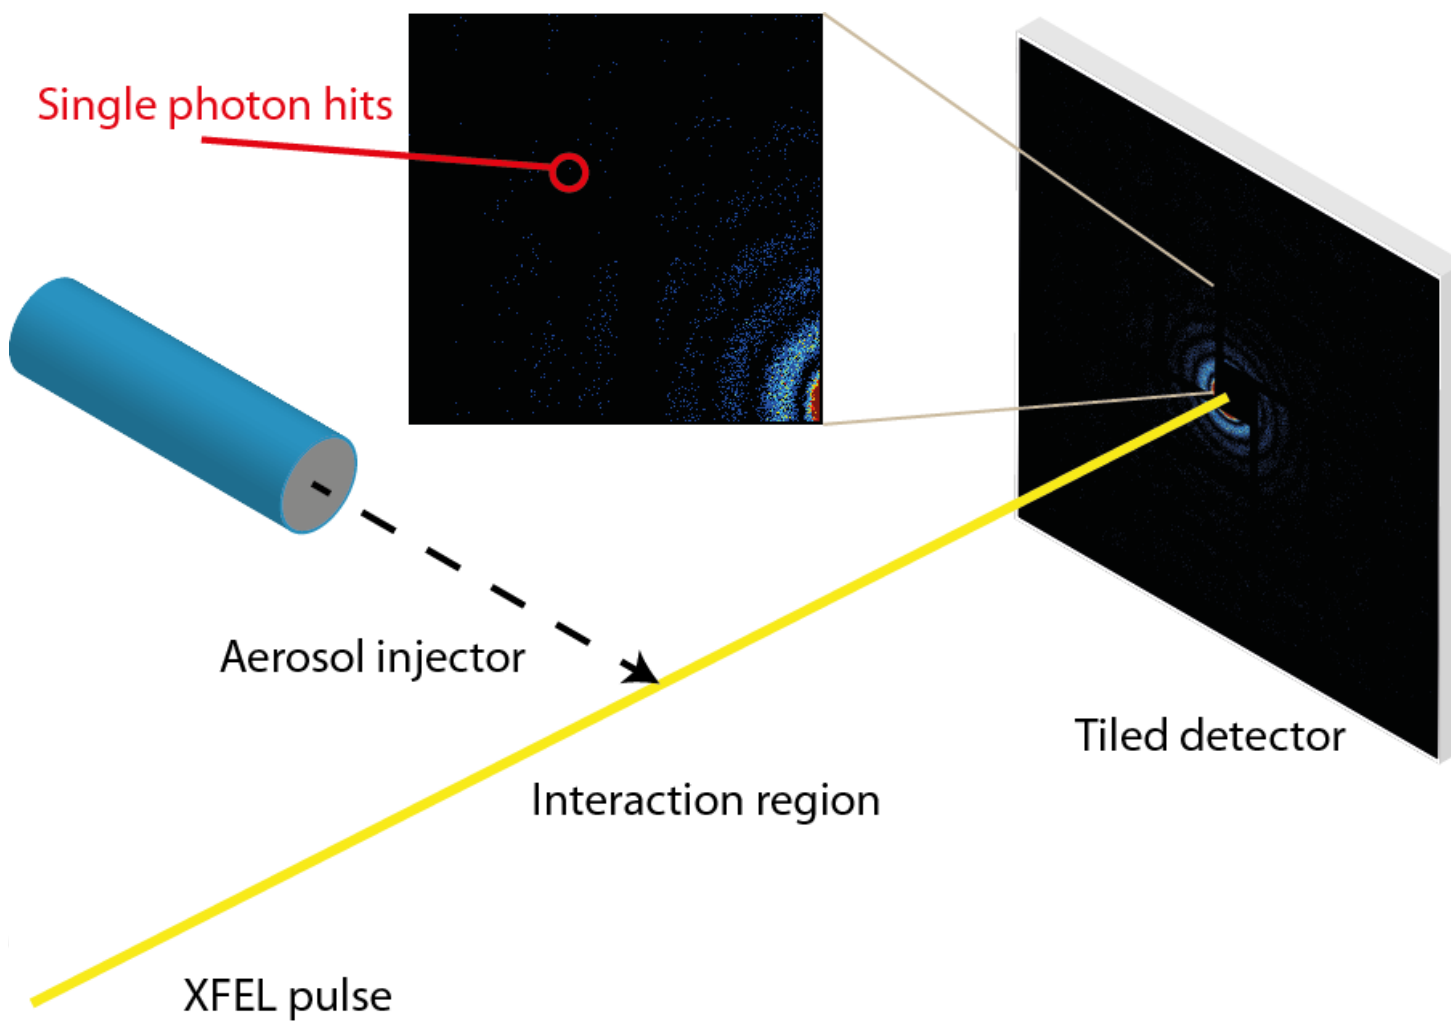 Single photon hits
Aerosol injector
Tiled detector
Interaction region
XFEL pulse